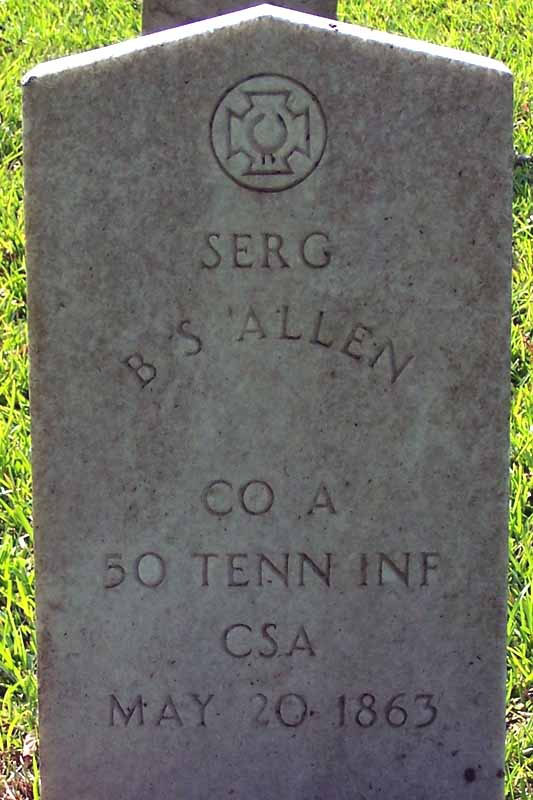 SERG
B S ALLEN
CO A
50 TENN INF
CSA
MAY 20 1863